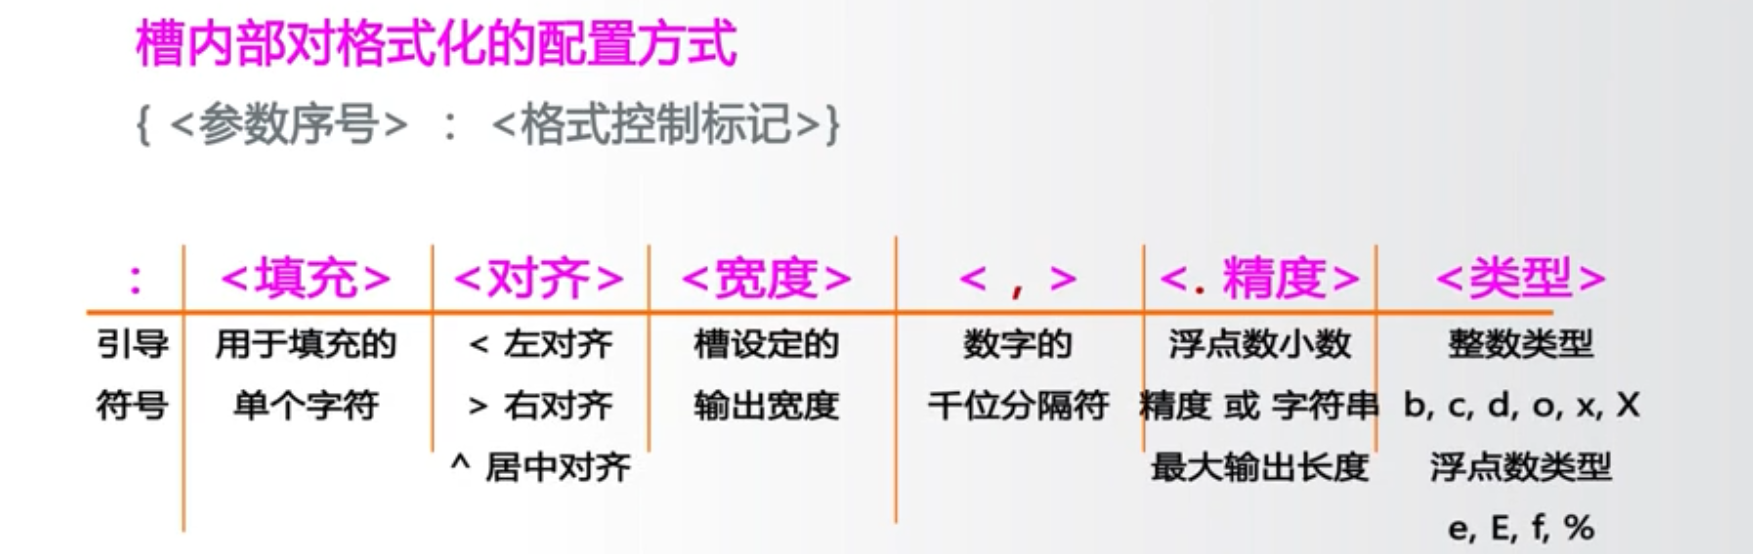 槽内部对格式化的配置方式
{ <参数序号> : <格式控制标记>}
: <填充> <对齐> <宽度> < , > <. 精度> <类型>
引导 用于填充的 < 左对齐 槽设定的 数字的 浮点数小数 整数类型
符号 单个字符 > 右对齐 输出宽度 千位分隔符 精度 或 字符串 b, c, d, o, x, X
^ 居中对齐 最大输出长度 浮点数类型
e, E, f, %